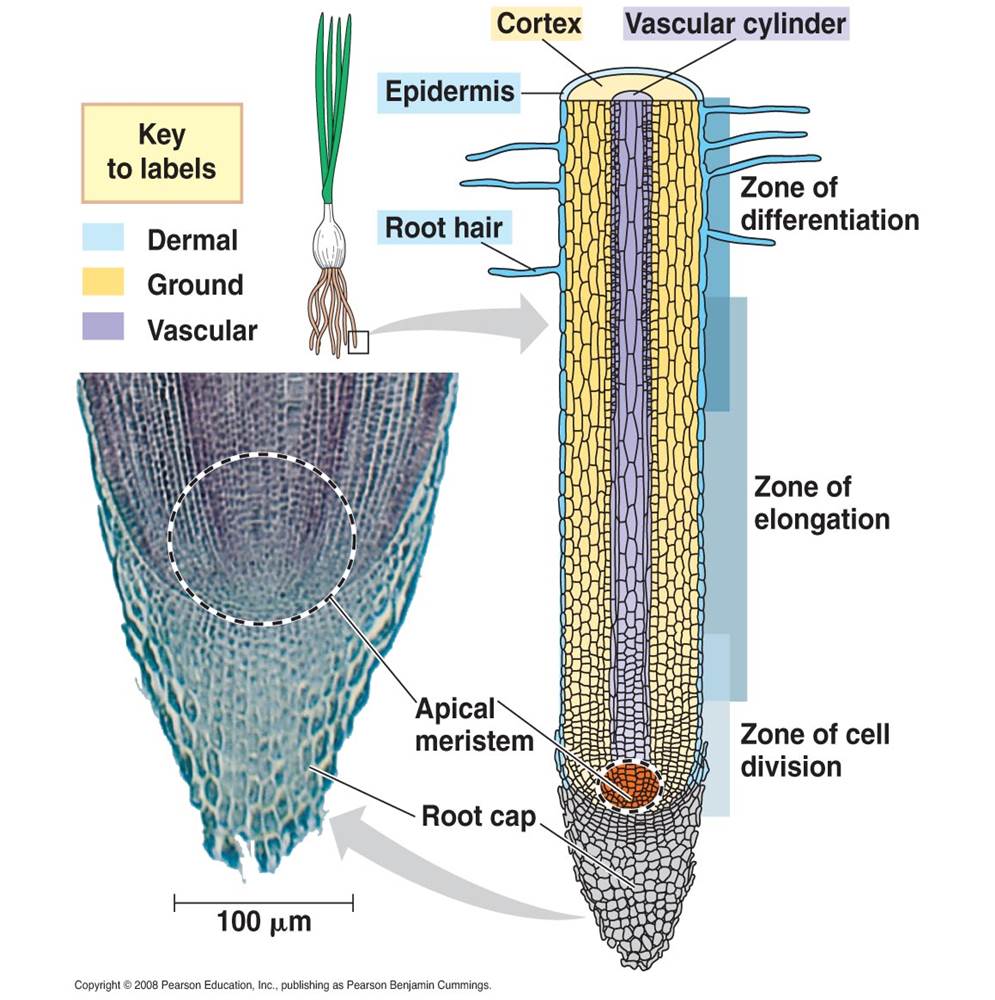 Cortex
Vascular cylinder
Epidermis
Key
to labels
Zone of
differentiation
Root hair
Dermal
Ground
Vascular
Zone of
elongation
Apical
meristem
Zone of cell
division
Root cap
100 μm
Copyright © 2008 Pearson Education, Inc., publishing as Pearson Benjamin Cummings.